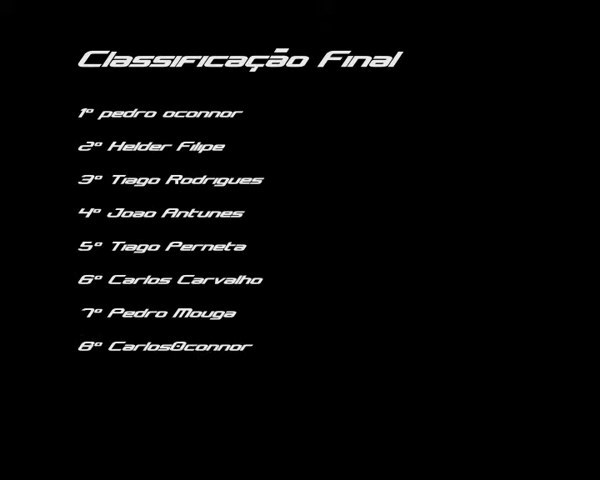 Classificação Final
1º pedro oconnor
2º Helder Filipe
3º Tiago Rodrigues
4º Joao Antunes
5º Tiago Perneta
6º Carlos Carvalho
7º Pedro Mouga
8º CarlosOconnor